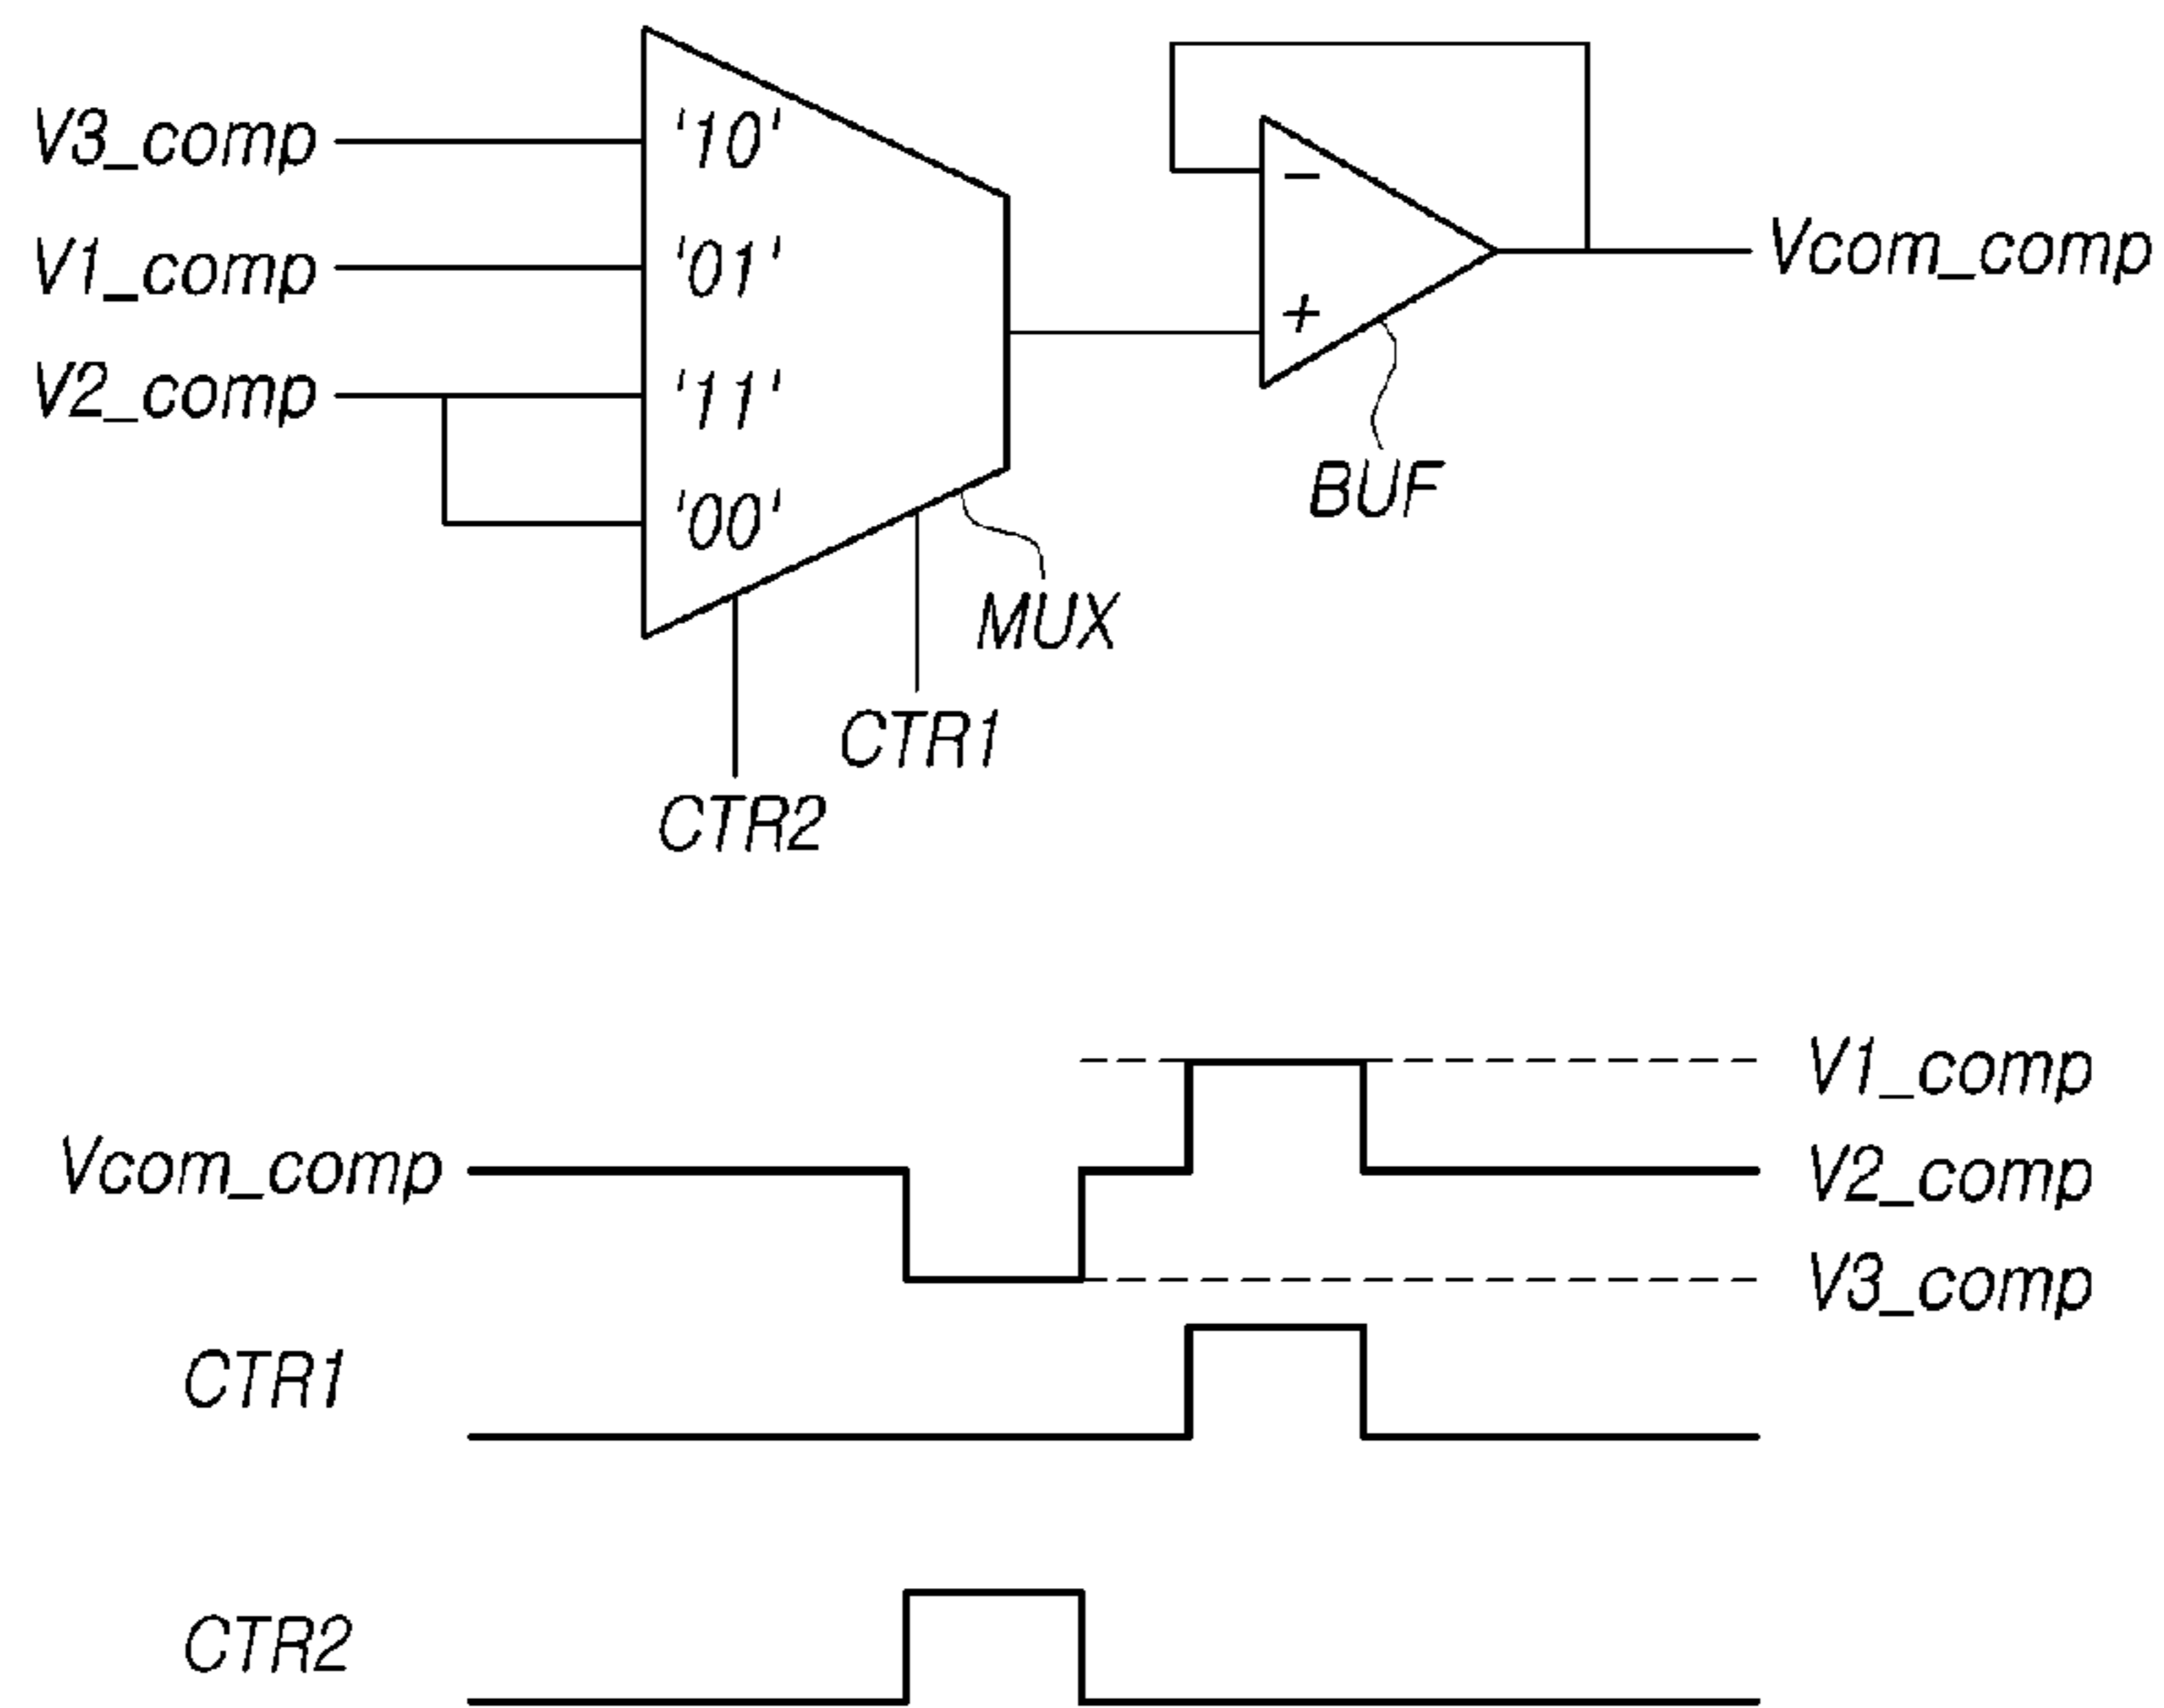 V3_comp
'10'
V1_comp
'01'
V2_comp
'11'
'00'
-
+
Vcom_comp
BUF
MUX
CTR1
CTR2
V1_comp
Vcom_comp
V2_comp
V3_comp
CTR1
CTR2